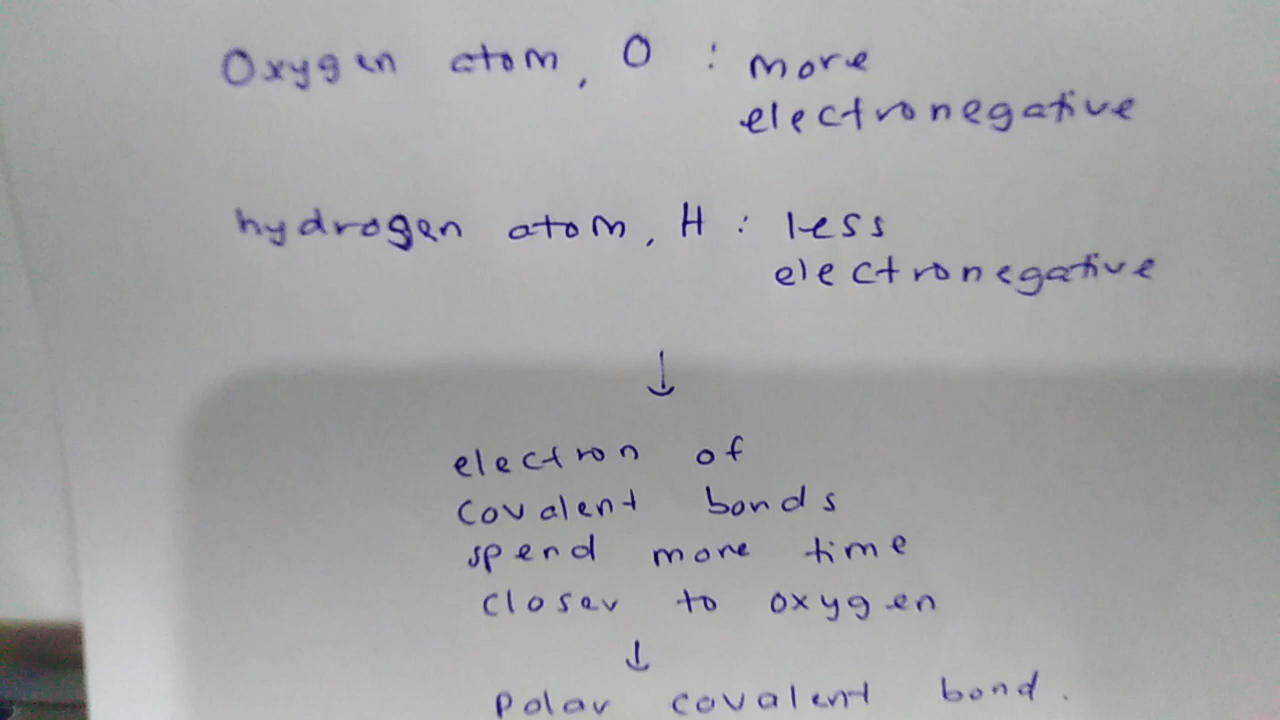 Oxygen atom, O : more
electronegative
hydrogen atom, H : less
electronegative
↓
electron of
covalent bonds
spend more time
closer to oxygen
↓
Polar covalent bond.